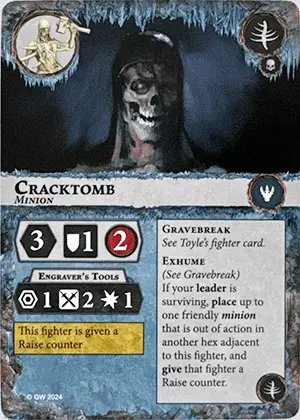 CRACKTOMB
MINION
3 1 2
ENGRAVER'S TOOLS
1 2 1
This fighter is given a
Raise counter
GRAVEBREAK
See Toyle's fighter card.
EXHUME
(See Gravebreak)
If your leader is
surviving, place up to
one friendly minion
that is out of action in
another hex adjacent
to this fighter, and
give that fighter a
Raise counter.
© GW 2024